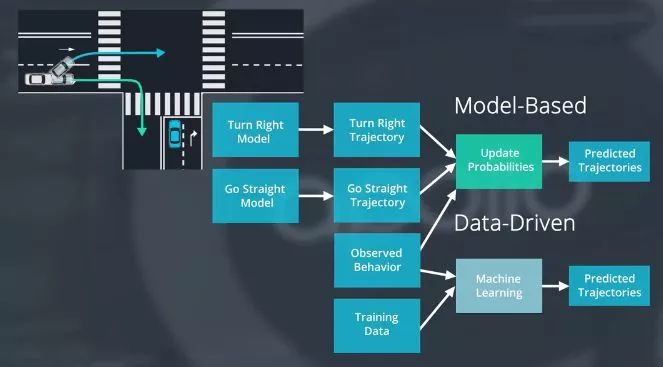 Model-Based
Turn Right
Model
Turn Right
Trajectory
Update
Probabilities
Predicted
Trajectories
Go Straight
Model
Go Straight
Trajectory
Data-Driven
Observed
Behavior
Machine
Learning
Predicted
Trajectories
Training
Data